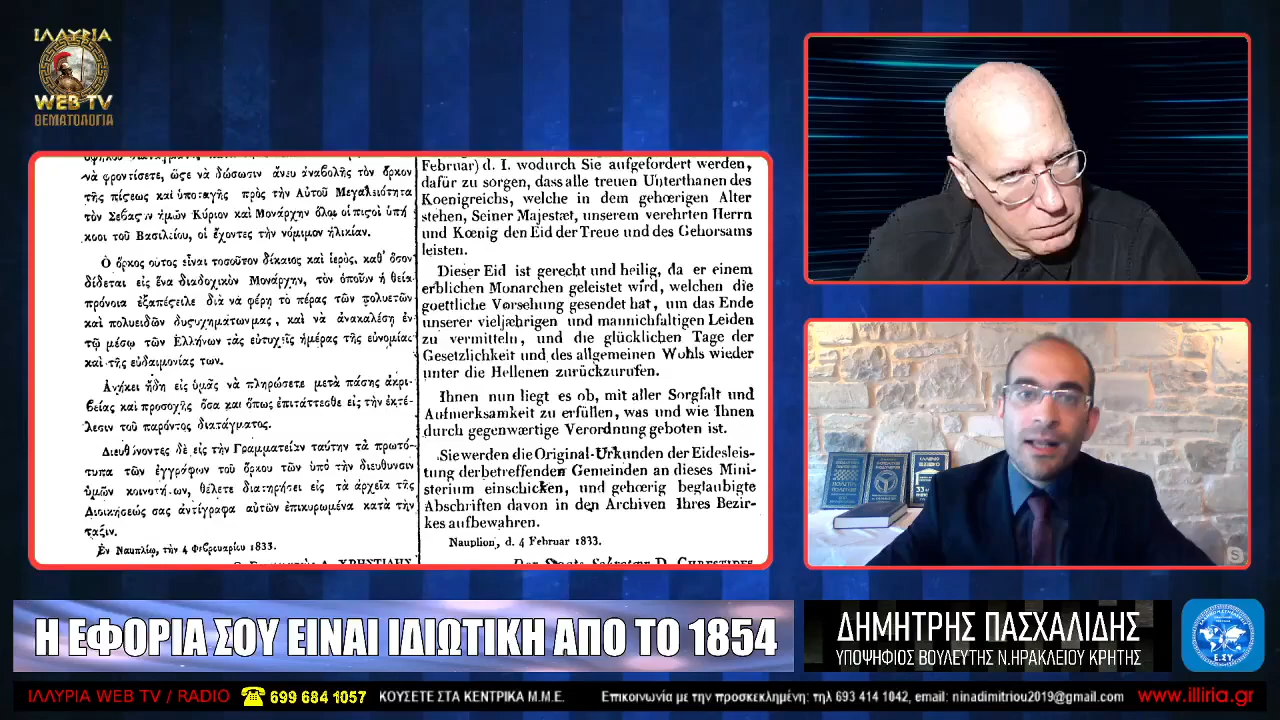 ΙΛΛΥΡΙΑ
WEB TV
ΘΕΜΑΤΟΛΟΓΙΑ
νὰ φροντίσετε, ὥςε νὰ δώσωσιν ἄνευ ἀναβολῆς τὸν ὅρκον
τῆς πίςεως καὶ ὑποταγῆς πρὸς τὴν Αὐτοῦ Μεγαλειότητα
τὸν Σεβαςὸν ἡμῶν Κύριον καὶ Μονάρχην ὅλοι οἱ πιςοὶ ὑπή
κοοι τοῦ Βασιλείου, οἱ ἔχοντες τὴν νόμιμον ἡλικίαν.
Ὁ ὅρκος οὗτος εἶναι τοσοῦτον δίκαιος καὶ ἱερὸς, καθ' ὅσον
δίδεται εἰς ἕνα διαδοχικὸν Μονάρχην, τὸν ὁποῖον ἡ θεία
πρόνοια ἐξαπέςειλε διὰ νὰ φέρῃ τὸ πέρας τῶν πολυετῶν
καὶ πολυειδῶν δυςυχημάτωνμας, καὶ νὰ ἀνακαλέσῃ ἐν
τῷ μέσῳ τῶν Ἑλλήνων τὰς εὐτυχεῖς ἡμέρας τῆς εὐνομίας
καὶ τῆς εὐδαιμονίας των.
Ἀνήκει ἤδη εἰς ὑμᾶς νὰ πληρώσετε μετὰ πάσης ἀκρι-
βείας καὶ προσοχῆς ὅσα καὶ ὅπως ἐπιτάττεσθε εἰς τὴν ἐκτέ-
λεσιν τοῦ παρόντος διατάγματος.
Διευθύνοντες δὲ εἰς τὴν Γραμματείαν ταύτην τὰ πρωτό-
τυπα τῶν ἐγγράφων τοῦ ὅρκου τῶν ὑπὸ τὴν διεύθυνσιν
ὑμῶν κοινοτήτων, θέλετε διατηρήσει εἰς τὰ ἀρχεῖα τῆς
Διοικήσεώς σας ἀντίγραφα αὐτῶν ἐπικυρωμένα κατὰ τὴν
τάξιν.
Ἐν Ναυπλίῳ, τὴν 4 Φεβρουαρίου 1833.
Februar) d. I. wodurch Sie aufgefordert werden,
dafür zu sorgen, dass alle treuen Unterthanen des
Koenigreichs, welche in dem gehœrigen Alter
stehen, Seiner Majestæt, unserem verehrten Herrn
und Kœnig den Eid der Treue und des Gehorsams
leisten.
Dieser Eid ist gerecht und heilig, da er einem
erblichen Monarchen geleistet wird, welchen die
goettliche Vorsehung gesendet hat, um das Ende
unserer vieljæhrigen und mannichfaltigen Leiden
zu vermitteln, und die glücklichen Tage der
Gesetzlichkeit und des allgemeinen Wohls wieder
unter die Hellenen zurückzurufen.
Ihnen nun liegt es ob, mit aller Sorgfalt und
Aufmerksamkeit zu erfüllen, was und wie Ihnen
durch gegenwærtige Verordnung geboten ist.
Sie werden die Original-Urkunden der Eidesleis-
tung der betreffenden Gemeinden an dieses Mini-
sterium einschicken, und gehœrig beglaubigte
Abschriften davon in den Archiven Ihres Bezir-
kes aufbewahren.
Nauplion, d. 4 Februar 1833.
Η ΕΦΟΡΙΑ ΣΟΥ ΕΙΝΑΙ ΙΔΙΩΤΙΚΗ ΑΠΟ ΤΟ 1854
ΔΗΜΗΤΡΗΣ ΠΑΣΧΑΛΙΔΗΣ
ΥΠΟΨΗΦΙΟΣ ΒΟΥΛΕΥΤΗΣ Ν.ΗΡΑΚΛΕΙΟΥ ΚΡΗΤΗΣ
Ε.ΣΥ
ΙΛΛΥΡΙΑ WEB TV / RADIO ☎ 699 684 1057 ΚΟΥΣΕΤΕ ΣΤΑ ΚΕΝΤΡΙΚΑ Μ.Μ.Ε. Επικοινωνία με την προσκεκλημένη: τηλ 693 414 1042, email: ninadimitriou2019@gmail.com www.illiria.gr